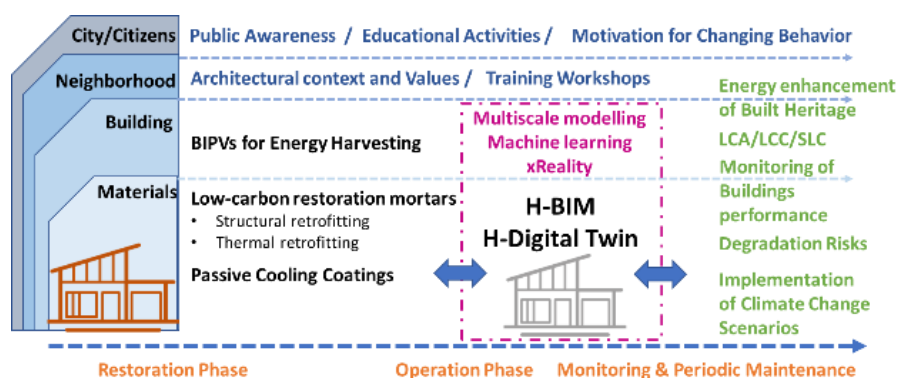 City/Citizens
Public Awareness / Educational Activities / Motivation for Changing Behavior
Neighborhood
Architectural context and Values / Training Workshops
Building
BIPVs for Energy Harvesting
Materials
Low-carbon restoration mortars
• Structural retrofitting
• Thermal retrofitting
Passive Cooling Coatings
Multiscale modelling
Machine learning
xReality
H-BIM
H-Digital Twin
Energy enhancement
of Built Heritage
LCA/LCC/SLC
Monitoring of
Buildings
performance
Degradation Risks
Implementation
of Climate Change
Scenarios
Restoration Phase
Operation Phase
Monitoring & Periodic Maintenance